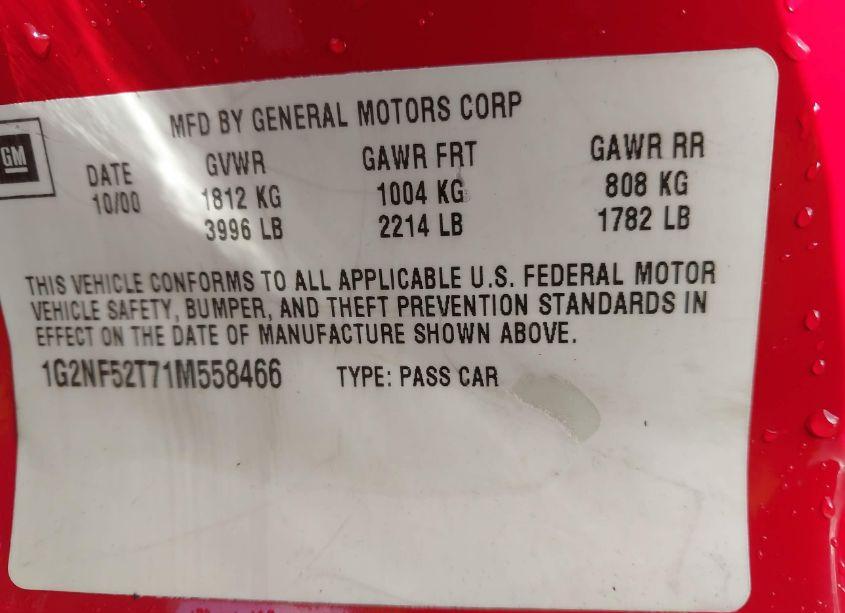 MFD BY GENERAL MOTORS CORP
GM
DATE GVWR GAWR FRT GAWR RR
10/00 1812 KG 1004 KG 808 KG
3996 LB 2214 LB 1782 LB
THIS VEHICLE CONFORMS TO ALL APPLICABLE U.S. FEDERAL MOTOR
VEHICLE SAFETY, BUMPER, AND THEFT PREVENTION STANDARDS IN
EFFECT ON THE DATE OF MANUFACTURE SHOWN ABOVE.
1G2NF52T71M558466 TYPE: PASS CAR